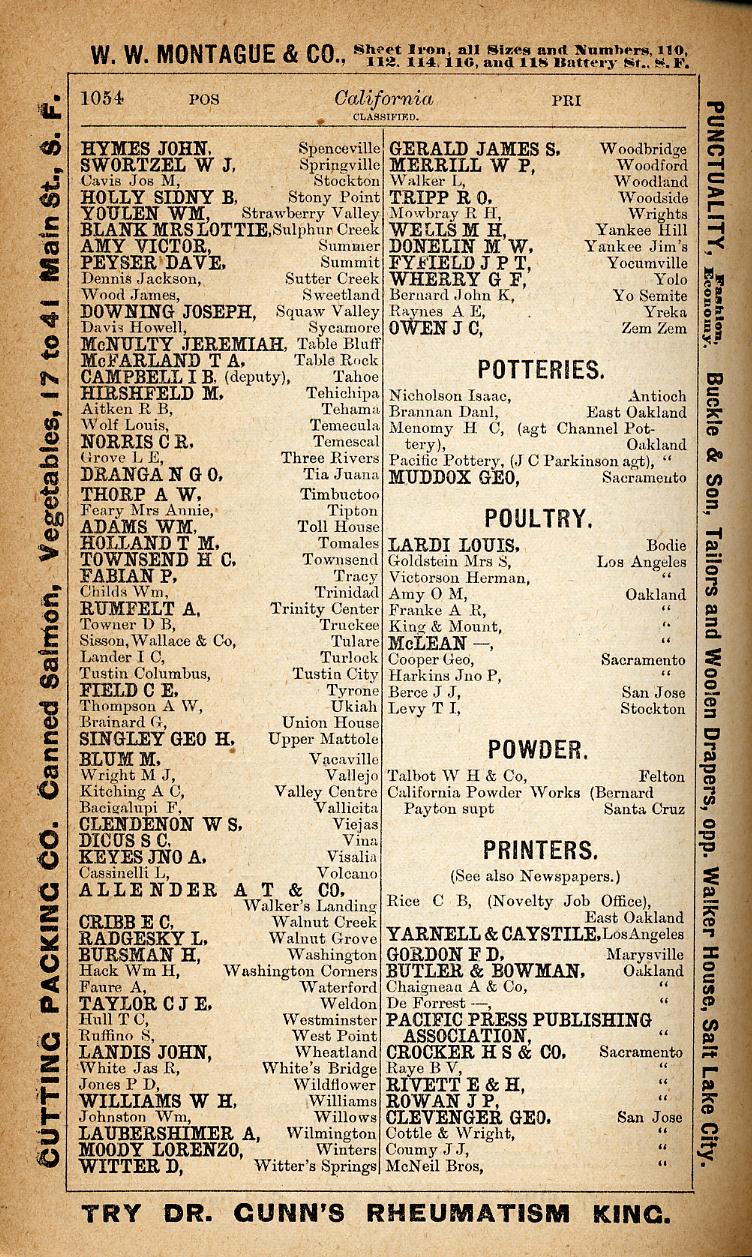 W. W. MONTAGUE & CO., Sheet Iron, all Sizes and Numbers, 110,
112, 114, 116, and 118 Battery St., S. F.
1054 POS California PRI
CLASSIFIED.
HYMES JOHN, Spenceville
SWORTZEL W J, Springville
Cavis Jos M, Stockton
HOLLY SIDNY B, Stony Point
YOULEN WM, Strawberry Valley
BLANK MRS LOTTIE, Sulphur Creek
AMY VICTOR, Summer
PEYSER DAVE, Summit
Dennis Jackson, Sutter Creek
Wood James, Sweetland
DOWNING JOSEPH, Squaw Valley
Davis Howell, Sycamore
McNULTY JEREMIAH, Table Bluff
McFARLAND T A, Table Rock
CAMPBELL I B. (deputy), Tahoe
HIRSHFELD M, Tehichipa
Aitken R B, Tehama
Wolf Louis, Temecula
NORRIS C R, Temescal
Grove L E, Three Rivers
DRANGA N G O, Tia Juana
THORP A W, Timbuctoo
Feary Mrs Annie, Tipton
ADAMS WM, Toll House
HOLLAND T M, Tomales
TOWNSEND H C, Townsend
FABIAN P, Tracy
Childs Wm, Trinidad
RUMFELT A, Trinity Center
Towner D B, Truckee
Sisson, Wallace & Co, Tulare
Lander I C, Turlock
Tustin Columbus, Tustin City
FIELD C E, Tyrone
Thompson A W, Ukiah
Brainard G, Union House
SINGLEY GEO H, Upper Mattole
BLUM M, Vacaville
Wright M J, Vallejo
Kitching A C, Valley Centre
Bacigalupi F, Vallicita
CLENDENON W S, Viejas
DICUS S C, Vina
KEYES JNO A, Visalia
Cassinelli L, Volcano
ALLENDER A T & CO.
Walker's Landing
CRIBB E C, Walnut Creek
RADGESKY L, Walnut Grove
BURSMAN H, Washington
Hack Wm H, Washington Corners
Faure A, Waterford
TAYLOR C J E, Weldon
Hull T C, Westminster
Ruffino S, West Point
LANDIS JOHN, Wheatland
White Jas R, White's Bridge
Jones P D, Wildflower
WILLIAMS W H, Williams
Johnston Wm, Willows
LAUBERSHIMER A, Wilmington
MOODY LORENZO, Winters
WITTER D, Witter's Springs
GERALD JAMES S, Woodbridge
MERRILL W P, Woodford
Walker L, Woodland
TRIPP R O, Woodside
Mowbray R H, Wrights
WELLS M H, Yankee Hill
DONELIN M W, Yankee Jim's
FYFIELD J P T, Yocumville
WHERRY G F, Yolo
Bernard John K, Yo Semite
Raynes A E, Yreka
OWEN J C, Zem Zem
POTTERIES.
Nicholson Isaac, Antioch
Brannan Danl, East Oakland
Menomy H C, (agt Channel Pot-
tery), Oakland
Pacific Pottery, (J C Parkinson agt), "
MUDDOX GEO, Sacramento
POULTRY.
LARDI LOUIS, Bodie
Goldstein Mrs S, Los Angeles
Victorson Herman, "
Amy O M, Oakland
Franke A R, "
King & Mount, "
McLEAN —, "
Cooper Geo, Sacramento
Harkins Jno P, "
Berce J J, San Jose
Levy T I, Stockton
POWDER.
Talbot W H & Co, Felton
California Powder Works (Bernard
Payton supt Santa Cruz
PRINTERS.
(See also Newspapers.)
Rice C B, (Novelty Job Office),
East Oakland
YARNELL & CAYSTILE, Los Angeles
GORDON F D, Marysville
BUTLER & BOWMAN, Oakland
Chaigneau A & Co, "
De Forrest —, "
PACIFIC PRESS PUBLISHING
ASSOCIATION, "
CROCKER H S & CO. Sacramento
Raye B V, "
RIVETT E & H, "
ROWAN J P, "
CLEVENGER GEO. San Jose
Cottle & Wright, "
Coumy J J, "
McNeil Bros, "
CUTTING PACKING CO. Canned Salmon, Vegetables, 17 to 41 Main St., S. F.
PUNCTUALITY, Fashion, Economy. Buckle & Son, Tailors and Woolen Drapers, opp. Walker House, Salt Lake City.
TRY DR. GUNN'S RHEUMATISM KING.